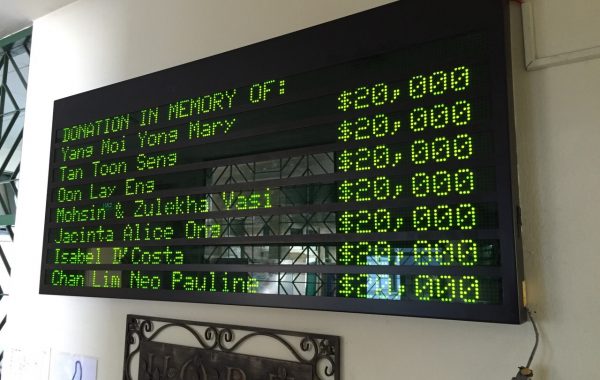 DONATION IN MEMORY OF:
Yang Moi Yong Mary $20,000
Tan Toon Seng $20,000
Oon Lay Eng $20,000
Mohsin & Zulekha Vasi $20,000
Jacinta Alice Ong $20,000
Isabel Costa $20,000
Chan Lim Neo Pauline $20,000